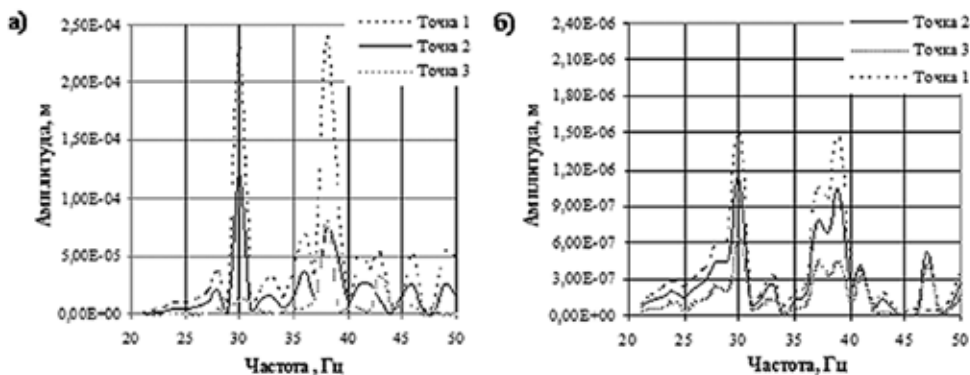 а)
2,50E-04
2,00E-04
1,50E-04
1,00E-04
5,00E-05
0,00E+00
Амплитуда, м
20 25 30 35 40 45 50
Частота, Гц
Точка 1
Точка 2
Точка 3
б)
2,40E-06
2,10E-06
1,80E-06
1,50E-06
1,20E-06
9,00E-07
6,00E-07
3,00E-07
0,00E+00
Амплитуда, м
20 25 30 35 40 45 50
Частота, Гц
Точка 2
Точка 3
Точка 1